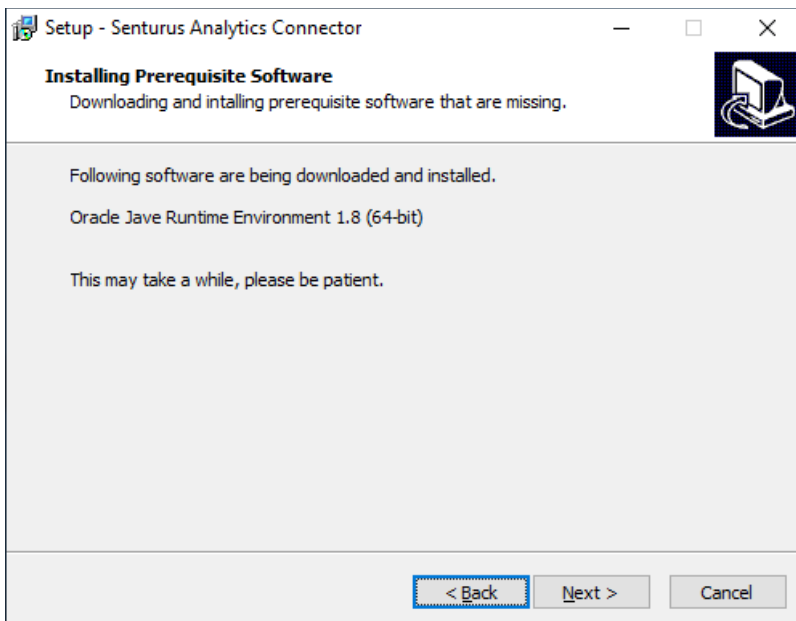 Setup - Senturus Analytics Connector
Installing Prerequisite Software
Downloading and intalling prerequisite software that are missing.
Following software are being downloaded and installed.
Oracle Jave Runtime Environment 1.8 (64-bit)
This may take a while, please be patient.
< Back Next > Cancel